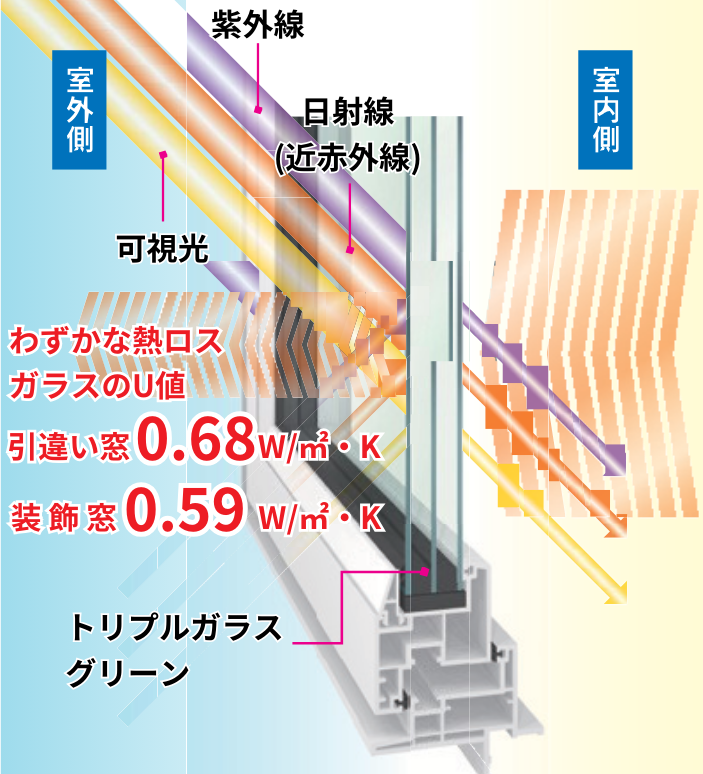 紫外線
室外側
室内側
日射線
(近赤外線)
可視光
わずかな熱ロス
ガラスのU値
引違い窓0.68W/㎡・K
装飾窓0.59W/㎡・K
トリプルガラス
グリーン